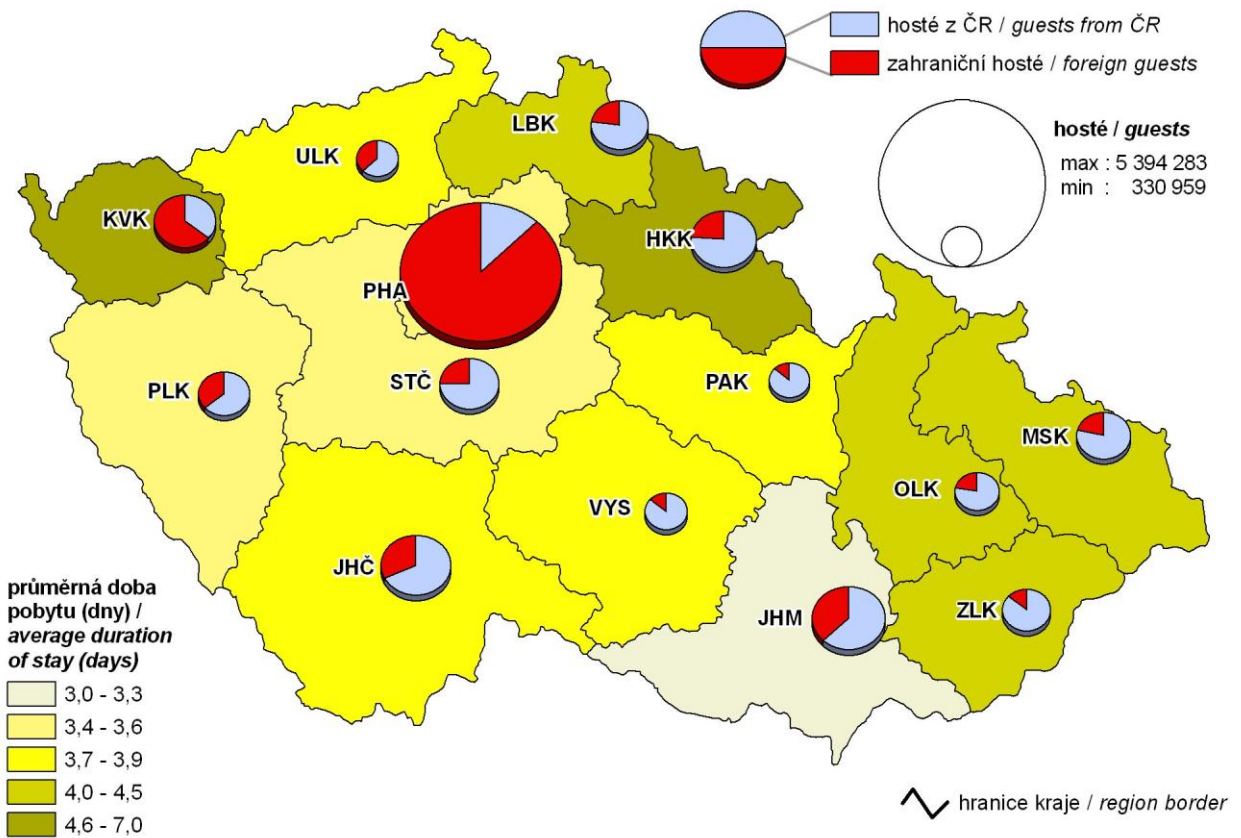 hosté z ČR / guests from ČR
zahraniční hosté / foreign guests
hosté / guests
max : 5 394 283
min : 330 959
LBK
ULK
KVK
HKK
PHA
STČ
PAK
PLK
MSK
OLK
VYS
JHČ
JHM
ZLK
průměrná doba
pobytu (dny) /
average duration
of stay (days)
3,0 - 3,3
3,4 - 3,6
3,7 - 3,9
4,0 - 4,5
4,6 - 7,0
hranice kraje / region border